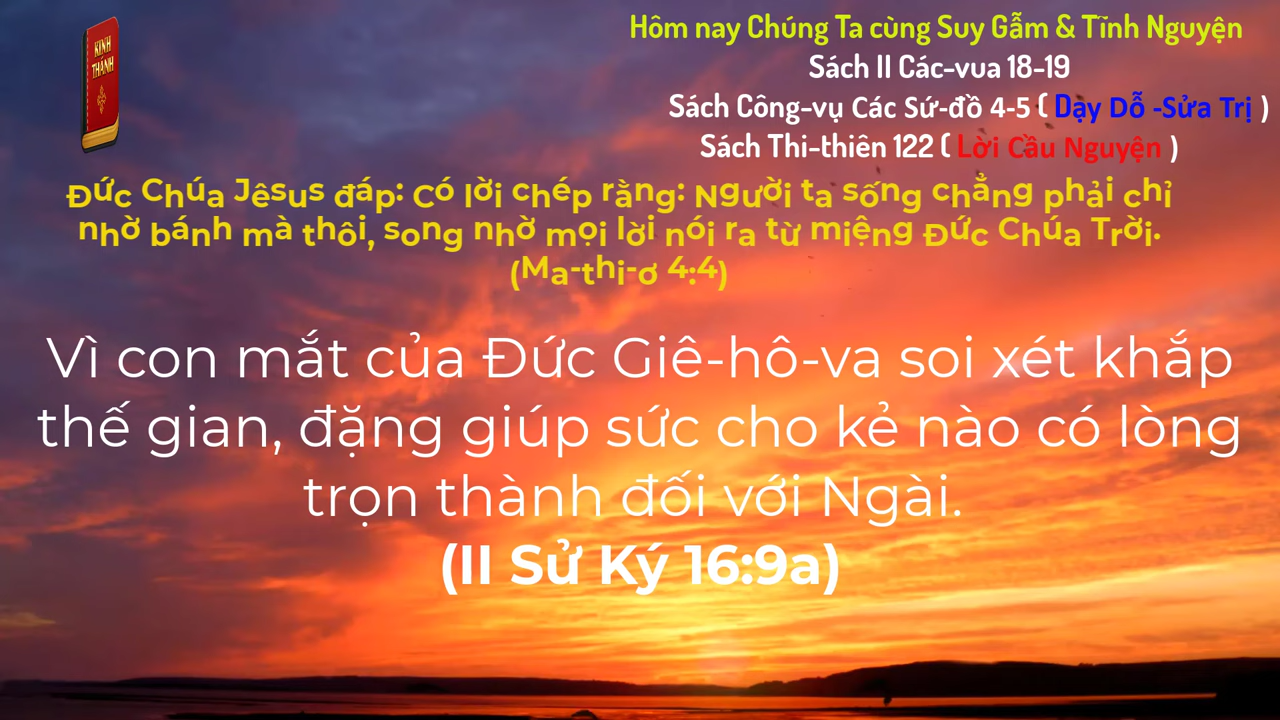 KINH
THÁNH
Hôm nay Chúng Ta cùng Suy Gẫm & Tĩnh Nguyện
Sách II Các-vua 18-19
Sách Công-vụ Các Sứ-đồ 4-5 ( Dạy Dỗ -Sửa Trị )
Sách Thi-thiên 122 ( Lời Cầu Nguyện )
Đức Chúa Jêsus đáp: Có lời chép rằng: Người ta sống chẳng phải chỉ
nhờ bánh mà thôi, song nhờ mọi lời nói ra từ miệng Đức Chúa Trời.
(Ma-thi-ơ 4:4)
Vì con mắt của Đức Giê-hô-va soi xét khắp
thế gian, đặng giúp sức cho kẻ nào có lòng
trọn thành đối với Ngài.
(II Sử Ký 16:9a)